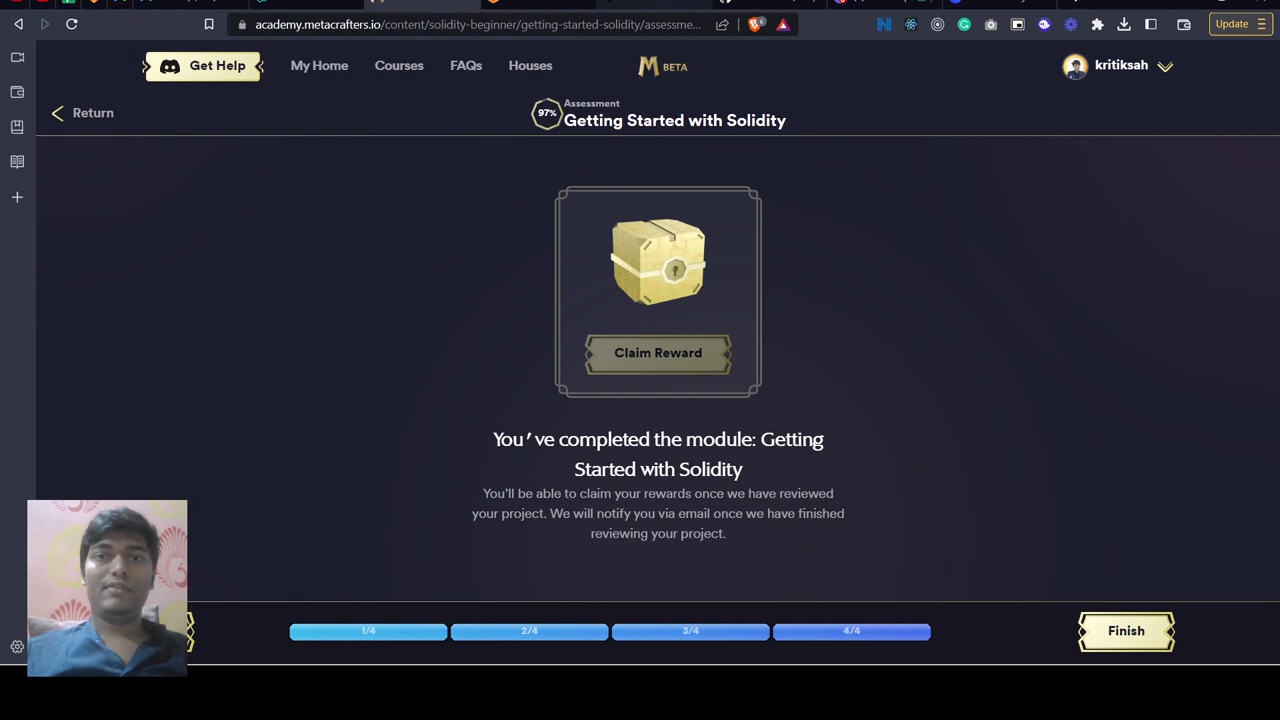 academy.metacrafters.io/content/solidity-beginner/getting-started-solidity/assessme...
6
Update
Get Help
My Home
Courses
FAQs
Houses
BETA
kritiksah
Return
97%
Assessment
Getting Started with Solidity
Claim Reward
You've completed the module: Getting
Started with Solidity
You'll be able to claim your rewards once we have reviewed
your project. We will notify you via email once we have finished
reviewing your project.
1/4
2/4
3/4
4/4
Finish